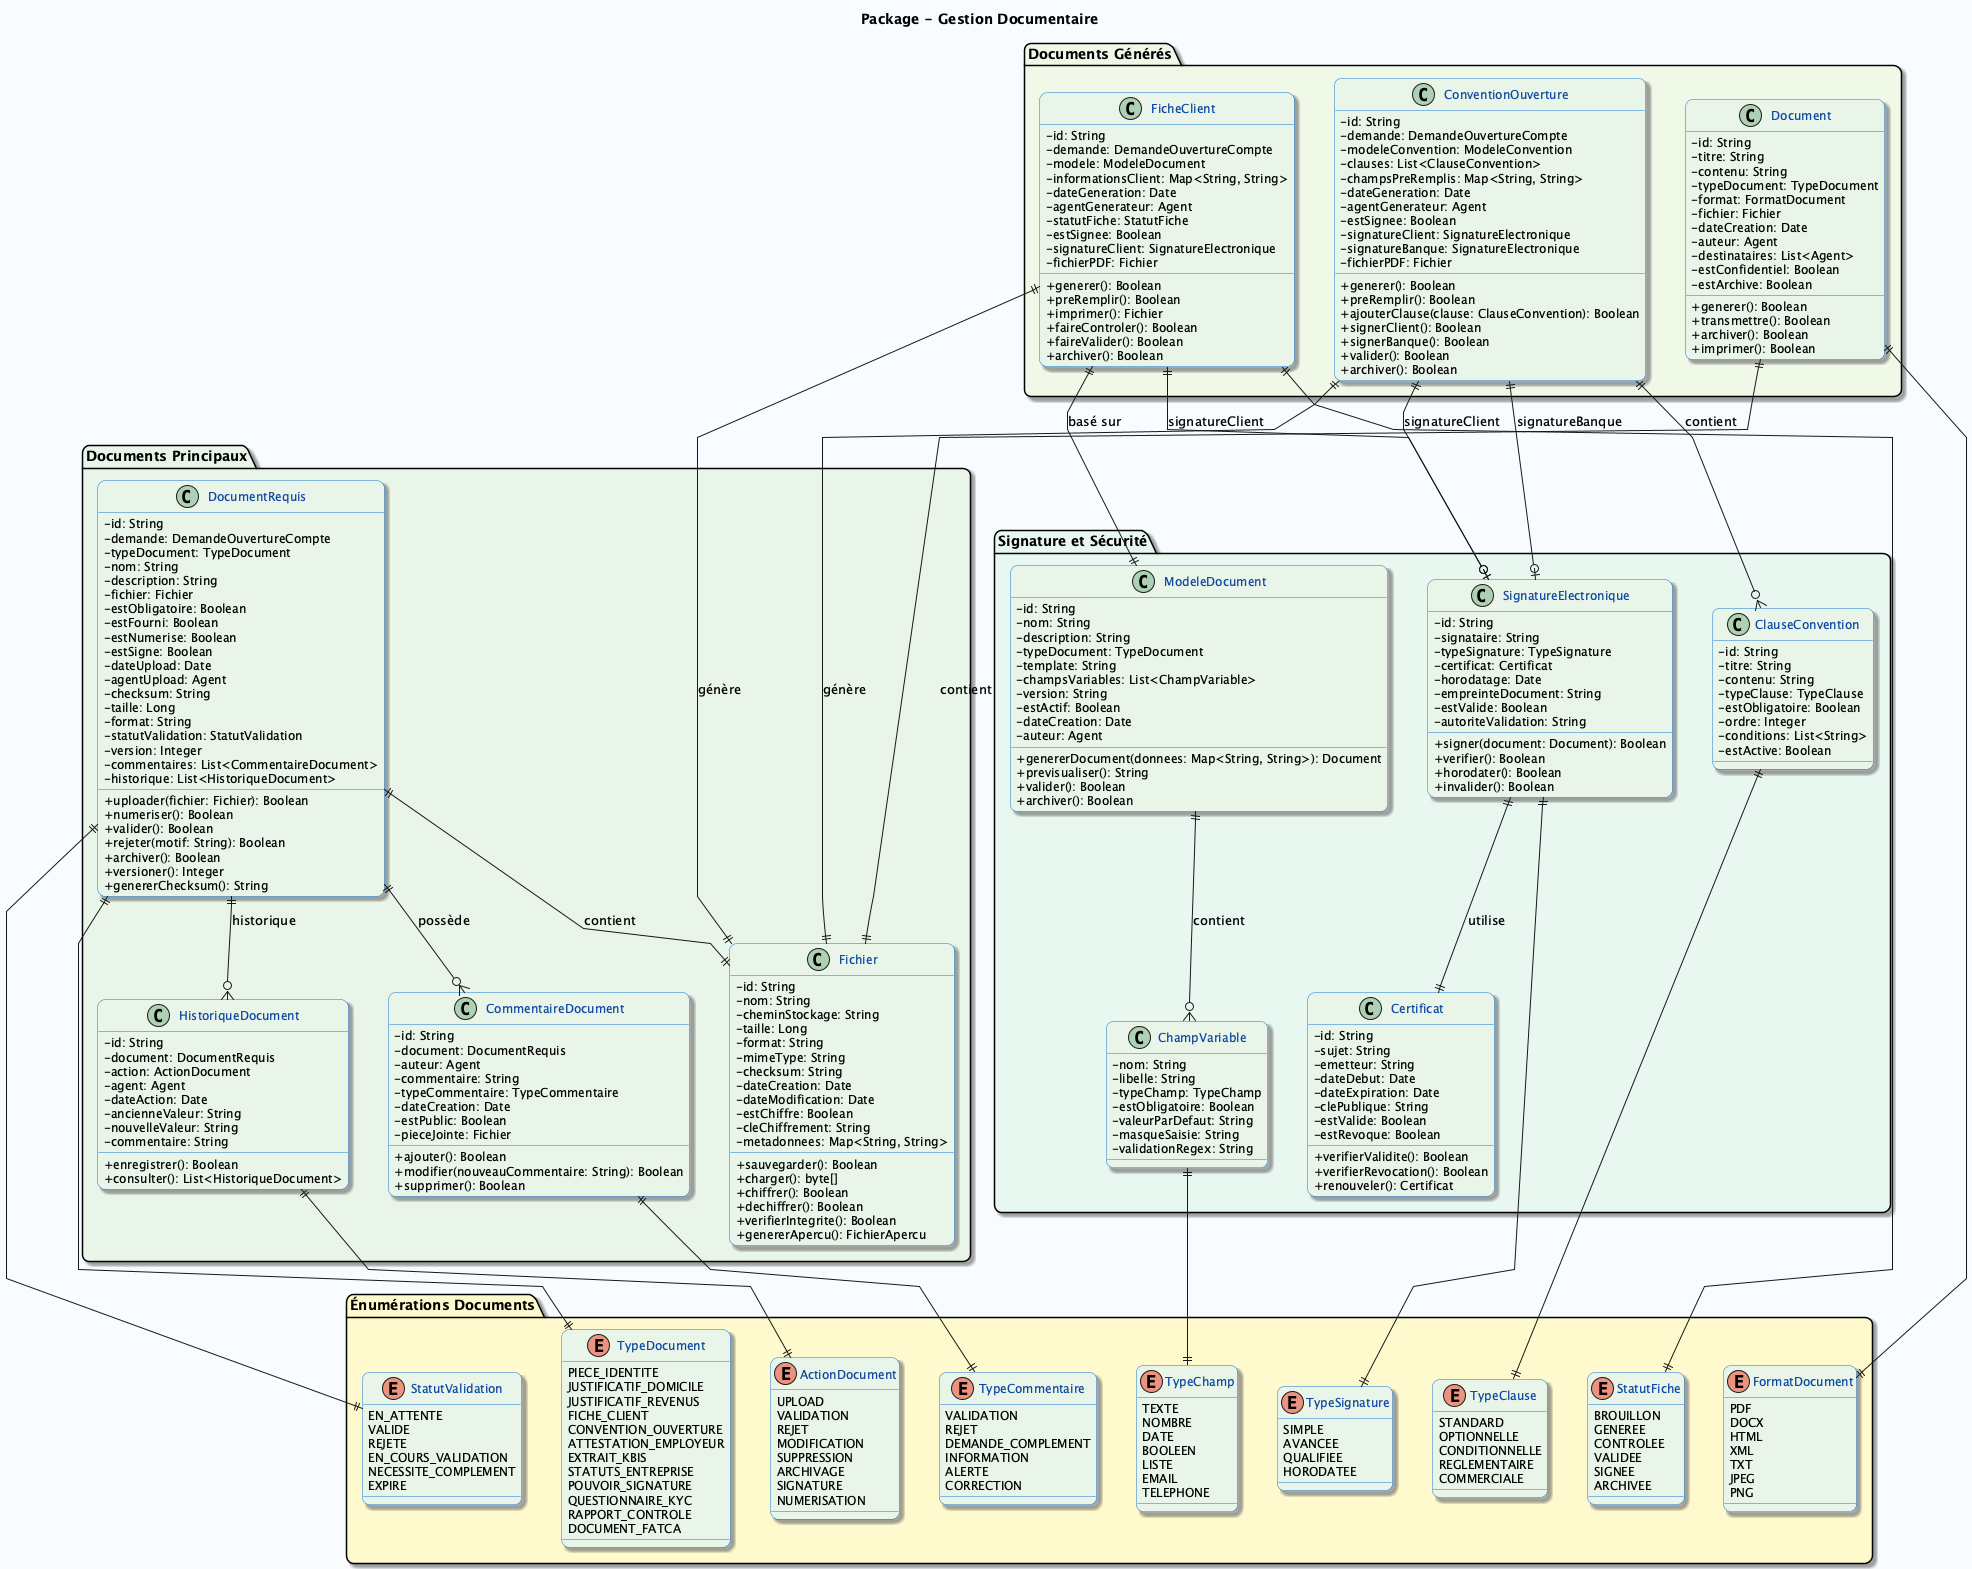 Package – Gestion Documentaire
Documents Générés
FicheClient
–id: String
–demande: DemandeOuvertureCompte
–modele: ModeleDocument
–informationsClient: Map<String, String>
–dateGeneration: Date
–agentGenerateur: Agent
–statutFiche: StatutFiche
–estSignee: Boolean
–signatureClient: SignatureElectronique
–fichierPDF: Fichier
+generer(): Boolean
+preRemplir(): Boolean
+imprimer(): Fichier
+faireControler(): Boolean
+faireValider(): Boolean
+archiver(): Boolean
ConventionOuverture
–id: String
–demande: DemandeOuvertureCompte
–modeleConvention: ModeleConvention
–clauses: List<ClauseConvention>
–champsPreRemplis: Map<String, String>
–dateGeneration: Date
–agentGenerateur: Agent
–estSignee: Boolean
–signatureClient: SignatureElectronique
–signatureBanque: SignatureElectronique
–fichierPDF: Fichier
+generer(): Boolean
+preRemplir(): Boolean
+ajouterClause(clause: ClauseConvention): Boolean
+signerClient(): Boolean
+signerBanque(): Boolean
+valider(): Boolean
+archiver(): Boolean
Document
–id: String
–titre: String
–contenu: String
–typeDocument: TypeDocument
–format: FormatDocument
–fichier: Fichier
–dateCreation: Date
–auteur: Agent
–destinataires: List<Agent>
–estConfidentiel: Boolean
–estArchive: Boolean
+generer(): Boolean
+transmettre(): Boolean
+archiver(): Boolean
+imprimer(): Boolean
basé sur
signatureClient
signatureClient
signatureBanque
contient
Documents Principaux
DocumentRequis
–id: String
–demande: DemandeOuvertureCompte
–typeDocument: TypeDocument
–nom: String
–description: String
–fichier: Fichier
–estObligatoire: Boolean
–estFourni: Boolean
–estNumerise: Boolean
–estSigne: Boolean
–dateUpload: Date
–agentUpload: Agent
–checksum: String
–taille: Long
–format: String
–statutValidation: StatutValidation
–version: Integer
–commentaires: List<CommentaireDocument>
–historique: List<HistoriqueDocument>
+uploader(fichier: Fichier): Boolean
+numeriser(): Boolean
+valider(): Boolean
+rejeter(motif: String): Boolean
+archiver(): Boolean
+versioner(): Integer
+genererChecksum(): String
génère
génère
contient
Signature et Sécurité
ModeleDocument
–id: String
–nom: String
–description: String
–typeDocument: TypeDocument
–template: String
–champsVariables: List<ChampVariable>
–version: String
–estActif: Boolean
–dateCreation: Date
–auteur: Agent
+genererDocument(donnees: Map<String, String>): Document
+previsualiser(): String
+valider(): Boolean
+archiver(): Boolean
SignatureElectronique
–id: String
–signataire: String
–typeSignature: TypeSignature
–certificat: Certificat
–horodatage: Date
–empreinteDocument: String
–estValide: Boolean
–autoriteValidation: String
+signer(document: Document): Boolean
+verifier(): Boolean
+horodater(): Boolean
+invalider(): Boolean
ClauseConvention
–id: String
–titre: String
–contenu: String
–typeClause: TypeClause
–estObligatoire: Boolean
–ordre: Integer
–conditions: List<String>
–estActive: Boolean
historique
possède
contient
contient
utilise
HistoriqueDocument
–id: String
–document: DocumentRequis
–action: ActionDocument
–agent: Agent
–dateAction: Date
–ancienneValeur: String
–nouvelleValeur: String
–commentaire: String
+enregistrer(): Boolean
+consulter(): List<HistoriqueDocument>
CommentaireDocument
–id: String
–document: DocumentRequis
–auteur: Agent
–commentaire: String
–typeCommentaire: TypeCommentaire
–dateCreation: Date
–estPublic: Boolean
–pieceJointe: Fichier
+ajouter(): Boolean
+modifier(nouveauCommentaire: String): Boolean
+supprimer(): Boolean
Fichier
–id: String
–nom: String
–cheminStockage: String
–taille: Long
–format: String
–mimeType: String
–checksum: String
–dateCreation: Date
–dateModification: Date
–estChiffre: Boolean
–cleChiffrement: String
–metadonnees: Map<String, String>
+sauvegarder(): Boolean
+charger(): byte[]
+chiffrer(): Boolean
+dechiffrer(): Boolean
+verifierIntegrite(): Boolean
+genererApercu(): FichierApercu
ChampVariable
–nom: String
–libelle: String
–typeChamp: TypeChamp
–estObligatoire: Boolean
–valeurParDefaut: String
–masqueSaisie: String
–validationRegex: String
Certificat
–id: String
–sujet: String
–emetteur: String
–dateDebut: Date
–dateExpiration: Date
–clePublique: String
–estValide: Boolean
–estRevoque: Boolean
+verifierValidite(): Boolean
+verifierRevocation(): Boolean
+renouveler(): Certificat
Énumérations Documents
StatutValidation
EN_ATTENTE
VALIDE
REJETE
EN_COURS_VALIDATION
NECESSITE_COMPLEMENT
EXPIRE
TypeDocument
PIECE_IDENTITE
JUSTIFICATIF_DOMICILE
JUSTIFICATIF_REVENUS
FICHE_CLIENT
CONVENTION_OUVERTURE
ATTESTATION_EMPLOYEUR
EXTRAIT_KBIS
STATUTS_ENTREPRISE
POUVOIR_SIGNATURE
QUESTIONNAIRE_KYC
RAPPORT_CONTROLE
DOCUMENT_FATCA
ActionDocument
UPLOAD
VALIDATION
REJET
MODIFICATION
SUPPRESSION
ARCHIVAGE
SIGNATURE
NUMERISATION
TypeCommentaire
VALIDATION
REJET
DEMANDE_COMPLEMENT
INFORMATION
ALERTE
CORRECTION
TypeChamp
TEXTE
NOMBRE
DATE
BOOLEEN
LISTE
EMAIL
TELEPHONE
TypeSignature
SIMPLE
AVANCEE
QUALIFIEE
HORODATEE
TypeClause
STANDARD
OPTIONNELLE
CONDITIONNELLE
REGLEMENTAIRE
COMMERCIALE
StatutFiche
BROUILLON
GENEREE
CONTROLEE
VALIDEE
SIGNEE
ARCHIVEE
FormatDocument
PDF
DOCX
HTML
XML
TXT
JPEG
PNG